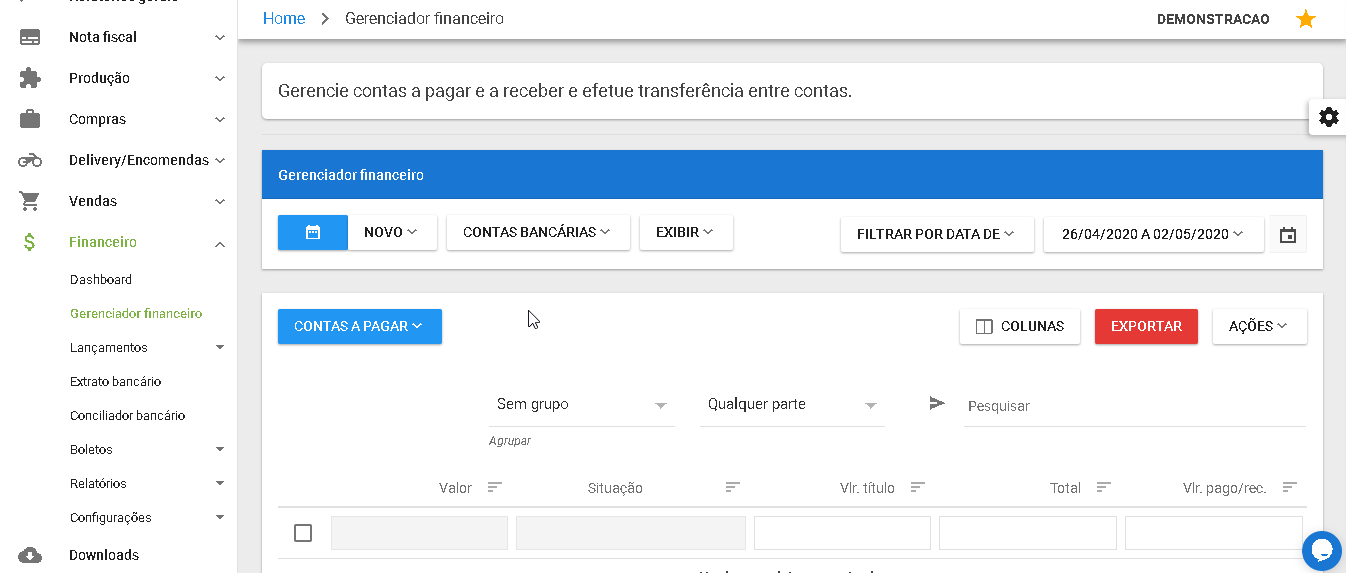 Nota fiscal
Produção
Compras
Delivery/Encomendas
Vendas
Financeiro
Dashboard
Gerenciador financeiro
Lançamentos
Extrato bancário
Conciliador bancário
Boletos
Relatórios
Configurações
Downloads
Home > Gerenciador financeiro
DEMONSTRACAO
Gerencie contas a pagar e a receber e efetue transferência entre contas.
Gerenciador financeiro
NOVO
CONTAS BANCÁRIAS
EXIBIR
FILTRAR POR DATA DE
26/04/2020 A 02/05/2020
CONTAS A PAGAR
COLUNAS
EXPORTAR
AÇÕES
Sem grupo
Qualquer parte
Pesquisar
Agrupar
Valor
Situação
Vlr. título
Total
Vlr. pago/rec.